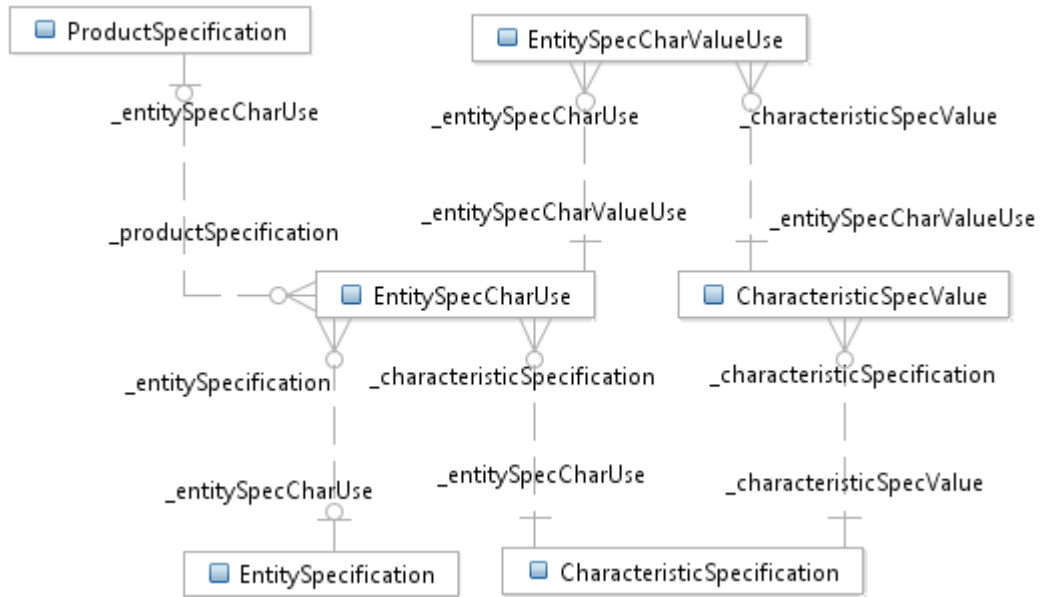 ProductSpecification
EntitySpecCharValueUse
_entitySpecCharUse
_entitySpecCharUse
_characteristicSpecValue
_productSpecification
_entitySpecCharValueUse
_entitySpecCharValueUse
EntitySpecCharUse
CharacteristicSpecValue
_entitySpecification
_characteristicSpecification
_characteristicSpecification
_entitySpecCharUse
_entitySpecCharUse
_characteristicSpecValue
EntitySpecification
CharacteristicSpecification